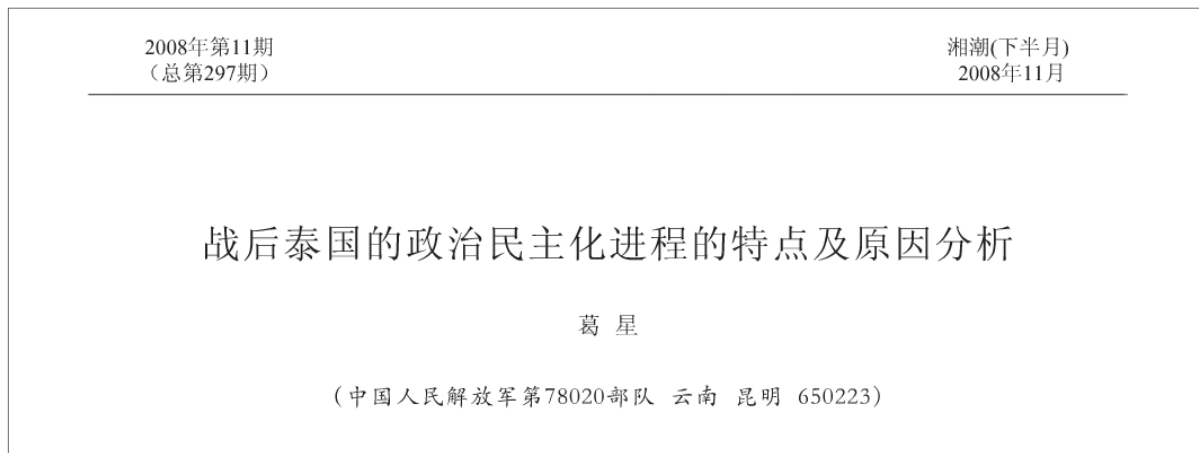 2008年第11期
（总第297期）
湘潮(下半月)
2008年11月
战后泰国的政治民主化进程的特点及原因分析
葛 星
（中国人民解放军第78020部队 云南 昆明 650223）